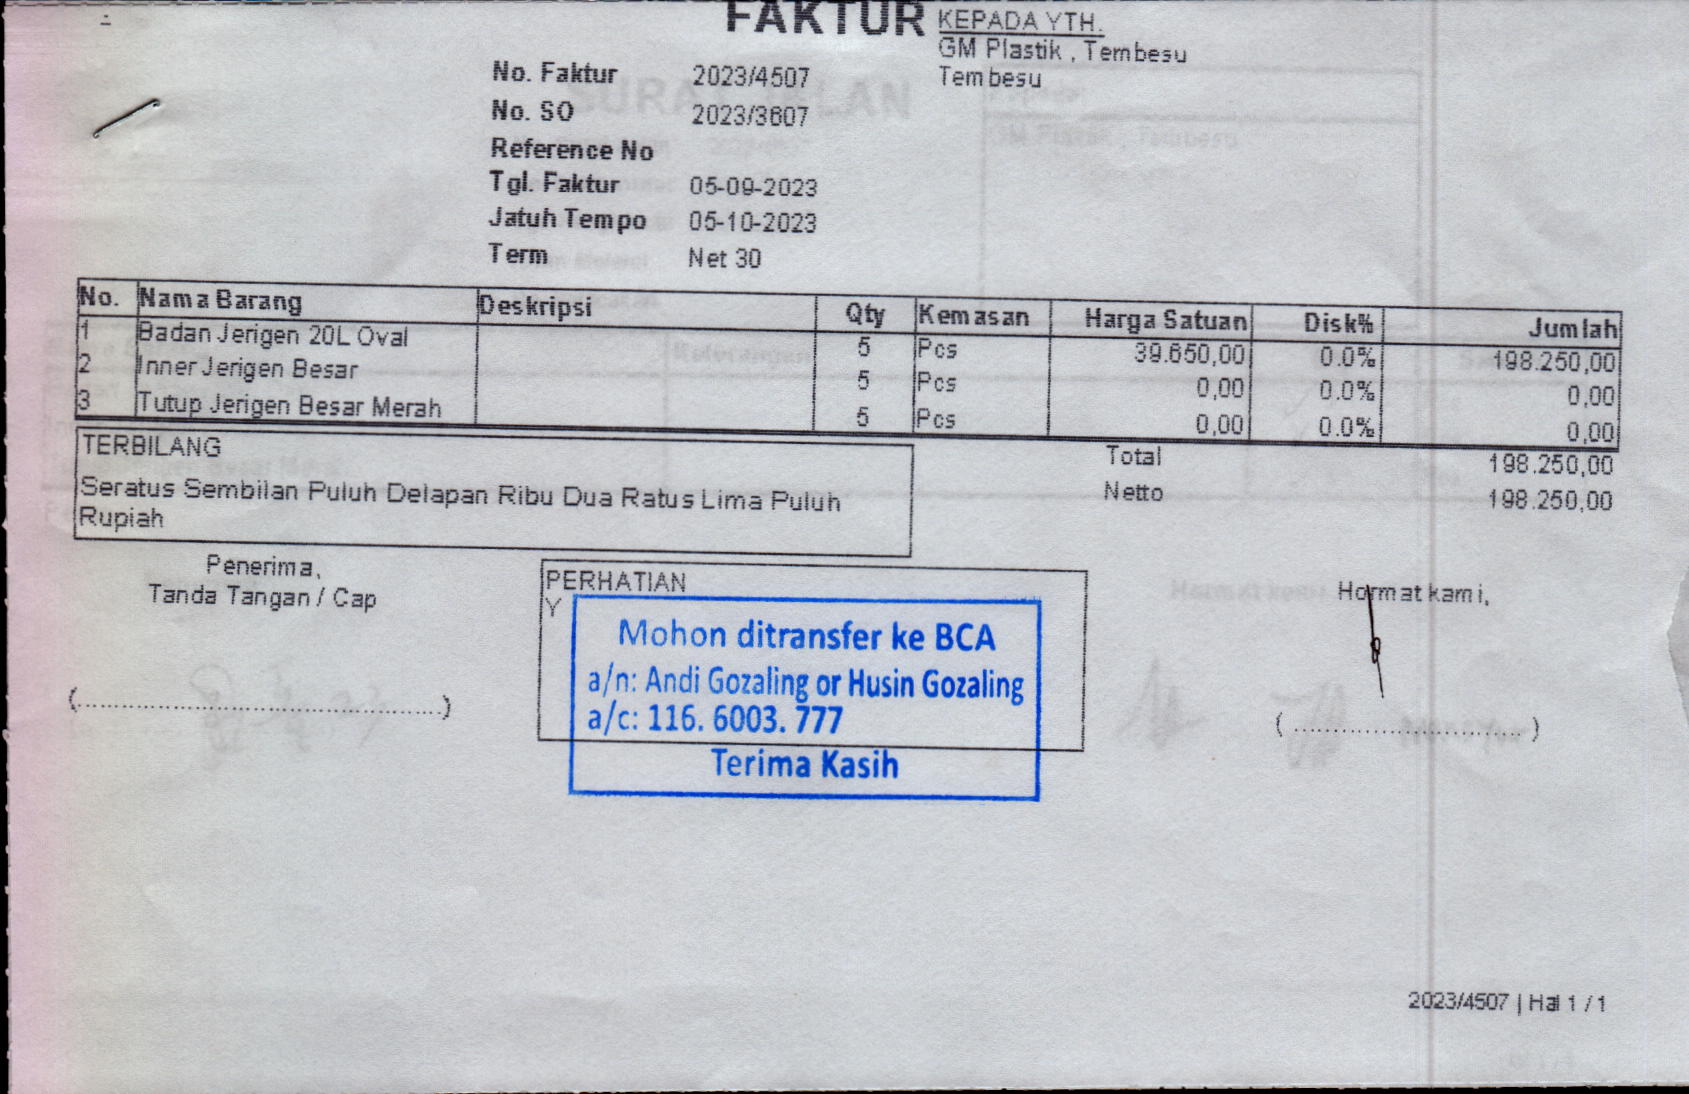 FAKTUR
KEPADA YTH.
GM Plastik , Tembesu
Tembesu
No. Faktur 2023/4507
No. SO 2023/3607
Reference No
Tgl. Faktur 05-09-2023
Jatuh Tempo 05-10-2023
Term Net 30
No. Nama Barang Deskripsi Qty Kemasan Harga Satuan Disk% Jumlah
1 Badan Jerigen 20L Oval 5 Pcs 39.650,00 0.0% 198.250,00
2 Inner Jerigen Besar 5 Pcs 0,00 0.0% 0,00
3 Tutup Jerigen Besar Merah 5 Pcs 0,00 0.0% 0,00
TERBILANG
Seratus Sembilan Puluh Delapan Ribu Dua Ratus Lima Puluh
Rupiah
Total 198.250,00
Netto 198.250,00
Penerima,
Tanda Tangan / Cap
(..........................................)
PERHATIAN
Y
Mohon ditransfer ke BCA
a/n: Andi Gozaling or Husin Gozaling
a/c: 116. 6003. 777
Terima Kasih
Hormat kami,
(..........................)
2023/4507 | Hal 1 / 1